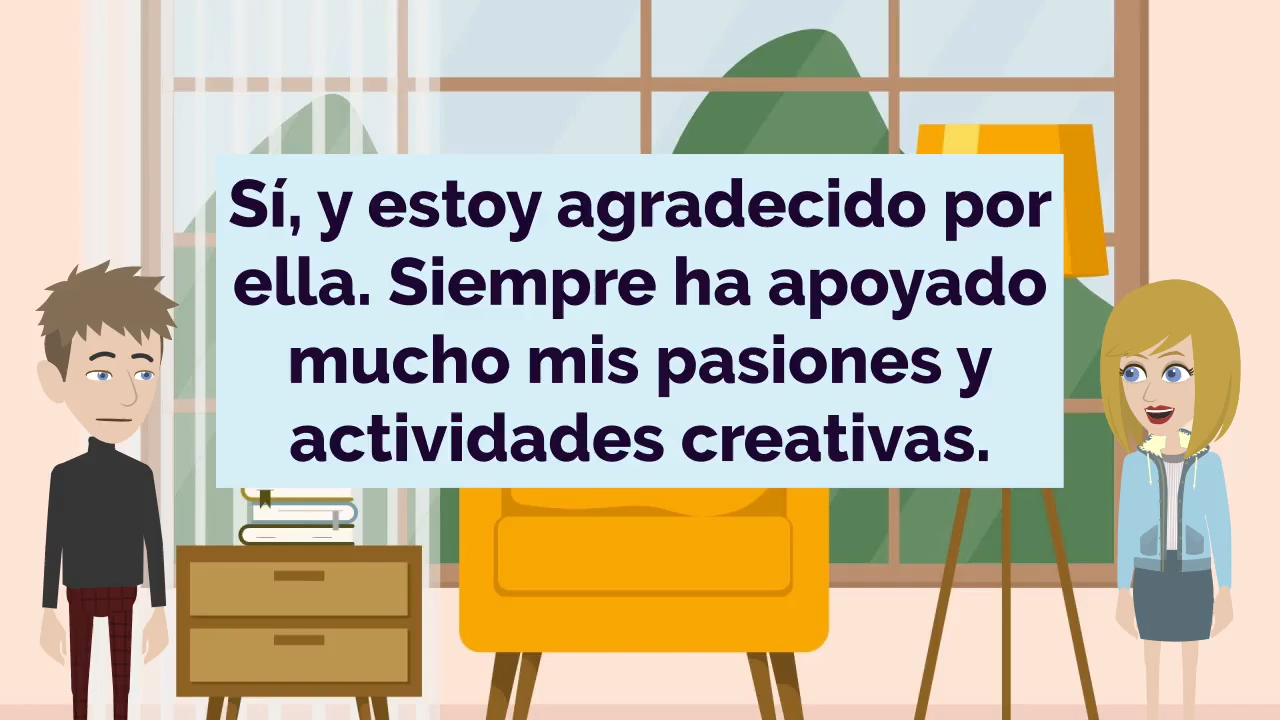 Sí, y estoy agradecido por
ella. Siempre ha apoyado
mucho mis pasiones y
actividades creativas.